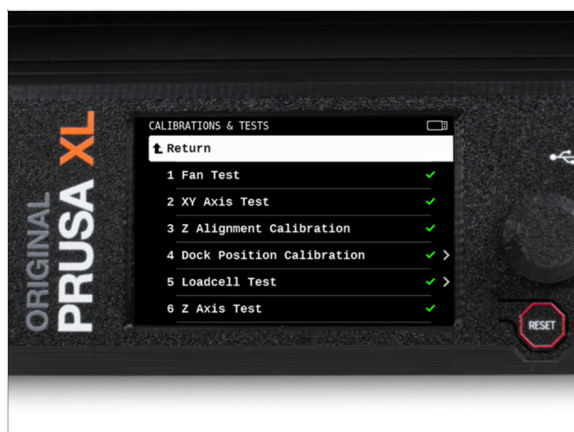 ORIGINAL
PRUSA XL
CALIBRATIONS & TESTS
Return
1 Fan Test
2 XY Axis Test
3 Z Alignment Calibration
4 Dock Position Calibration
5 Loadcell Test
6 Z Axis Test
RESET